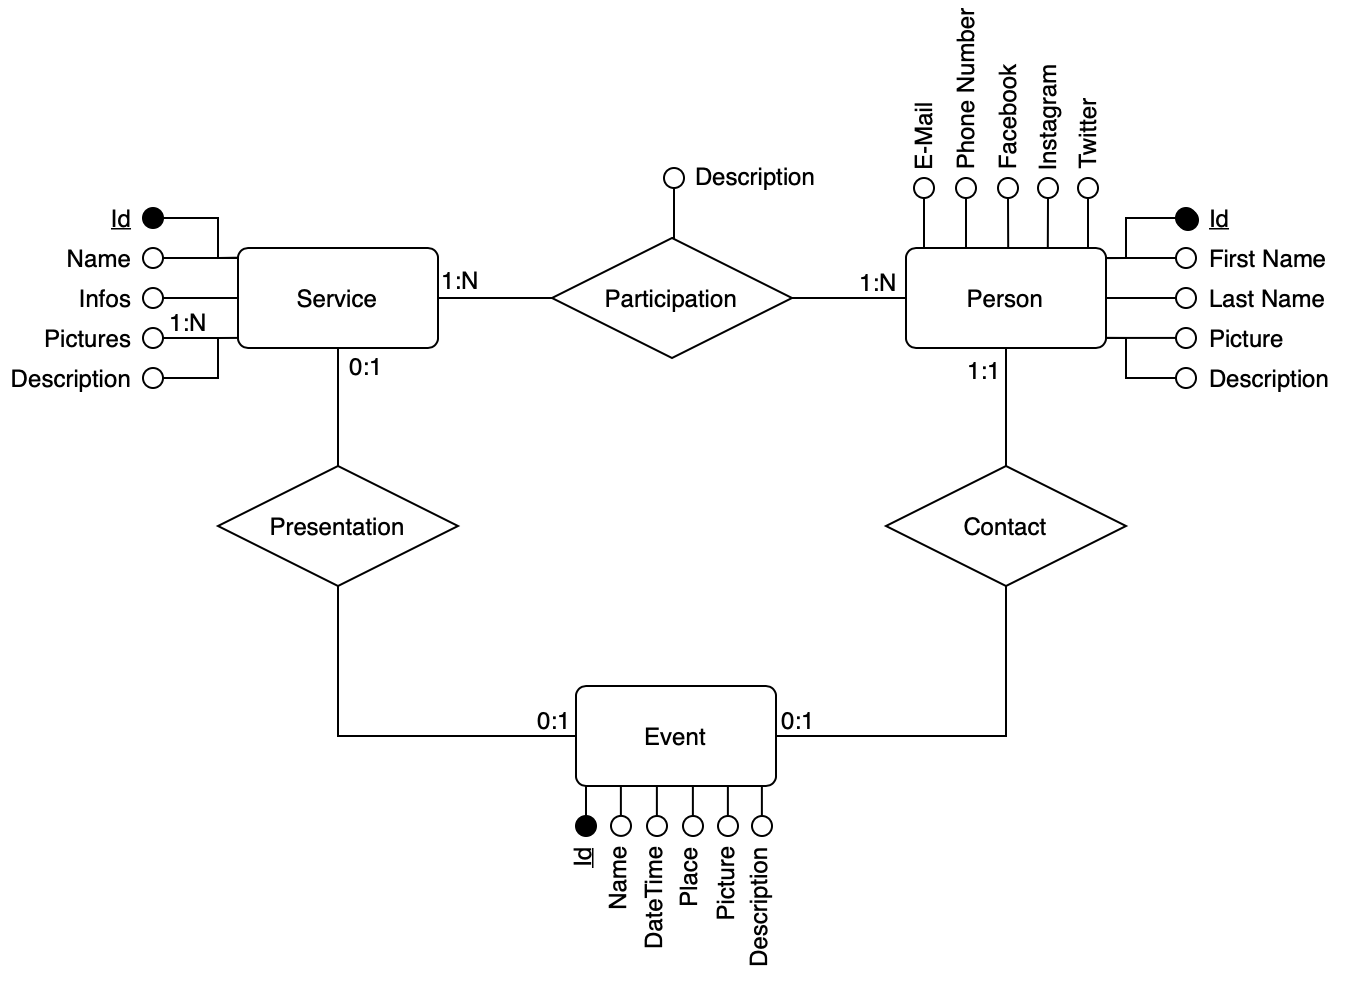 E-Mail
Phone Number
Facebook
Instagram
Twitter
Description
Id
Name
Infos
1:N
Pictures
Description
Service
1:N
Participation
1:N
Person
Id
First Name
Last Name
Picture
Description
0:1
1:1
Presentation
Contact
0:1
Event
0:1
Id
Name
DateTime
Place
Picture
Description